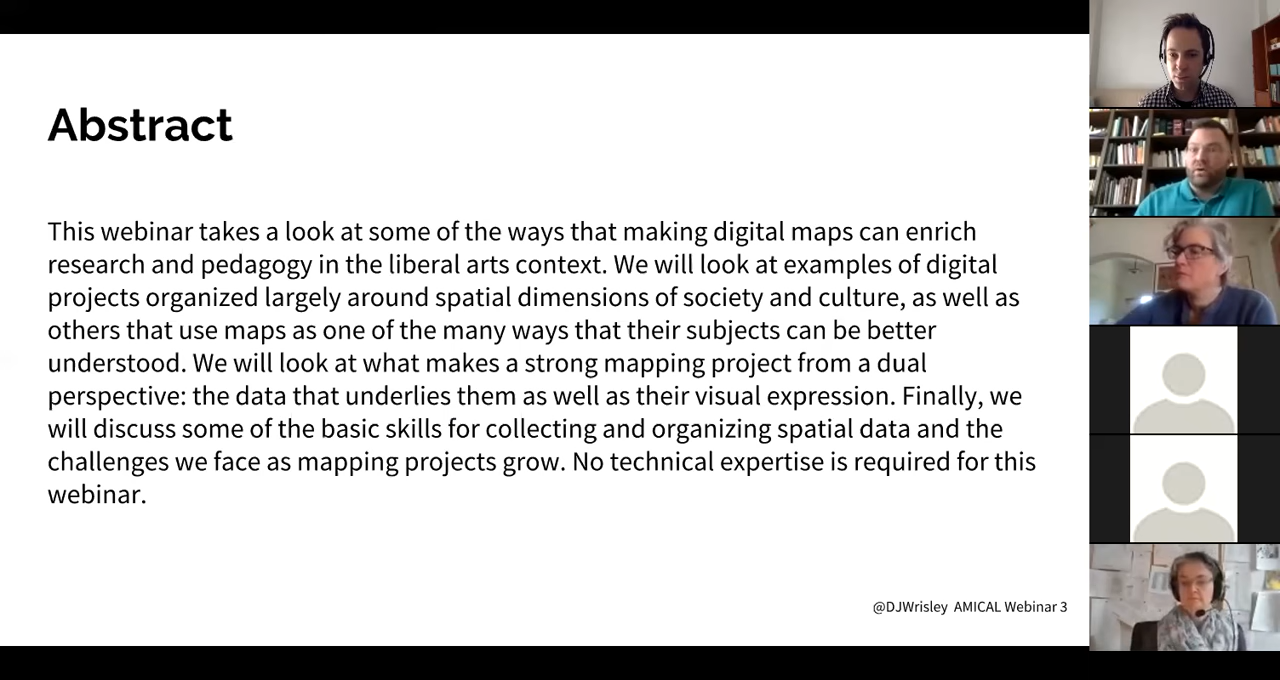 Abstract
This webinar takes a look at some of the ways that making digital maps can enrich
research and pedagogy in the liberal arts context. We will look at examples of digital
projects organized largely around spatial dimensions of society and culture, as well as
others that use maps as one of the many ways that their subjects can be better
understood. We will look at what makes a strong mapping project from a dual
perspective: the data that underlies them as well as their visual expression. Finally, we
will discuss some of the basic skills for collecting and organizing spatial data and the
challenges we face as mapping projects grow. No technical expertise is required for this
webinar.
@DJWrisley AMICAL Webinar 3